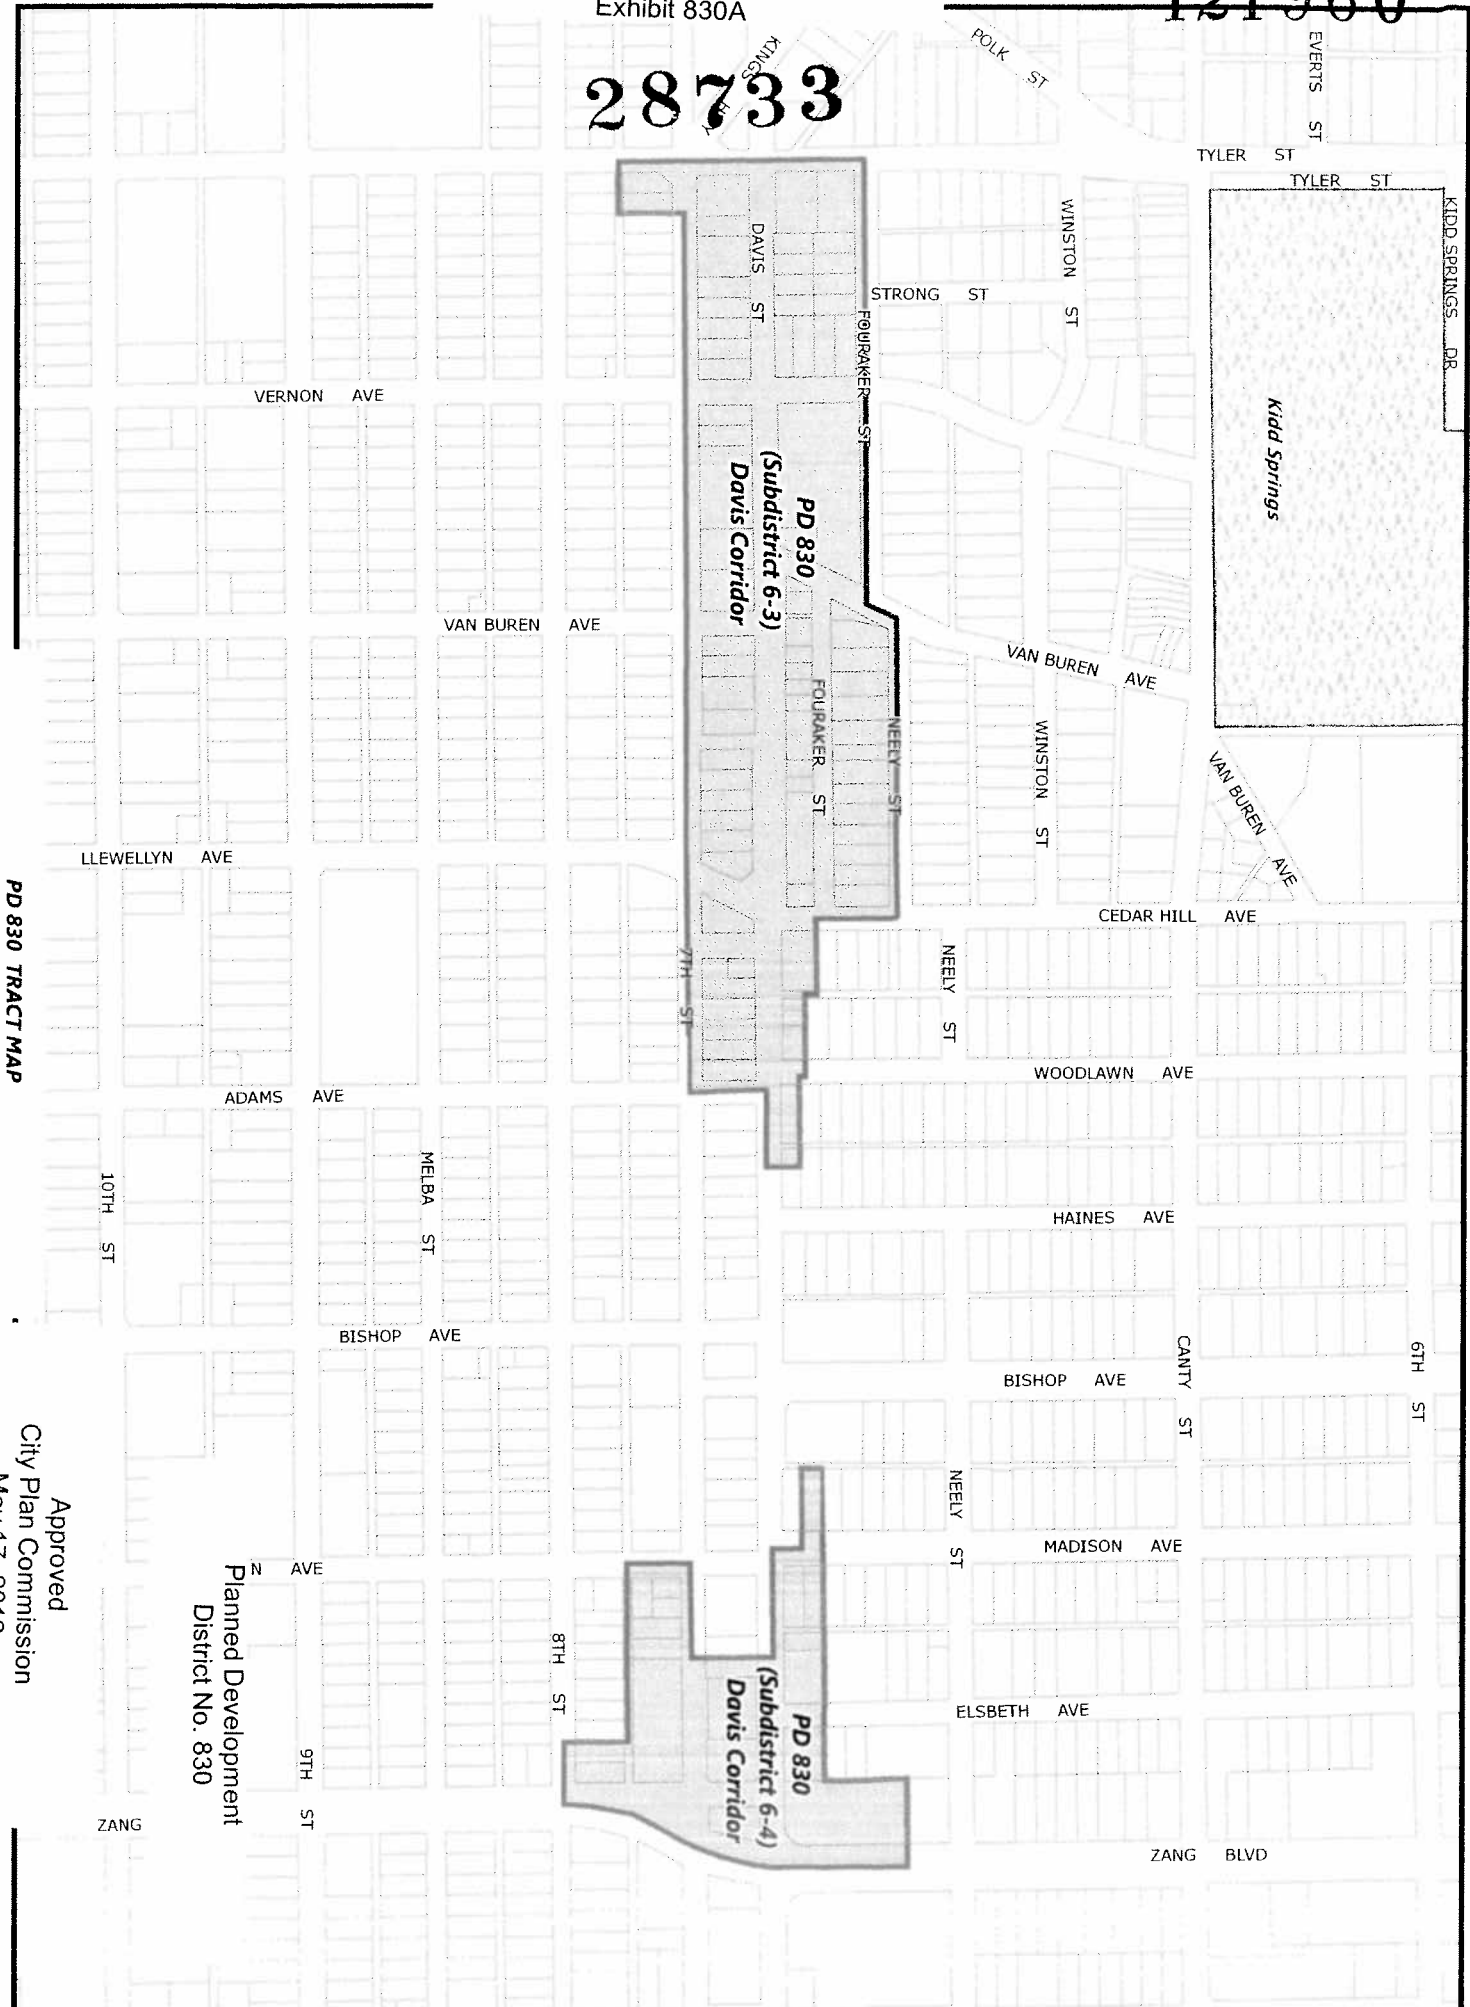 Exhibit 830A
28733
KINGS HWY
POLK ST
EVERTS ST
TYLER ST
TYLER ST
KIDD SPRINGS DR
WINSTON ST
DAVIS ST
STRONG ST
FOURAKER ST
Kidd Springs
VERNON AVE
PD 830
(Subdistrict 6-3)
Davis Corridor
VAN BUREN AVE
VAN BUREN AVE
FOURAKER ST
NEELY ST
WINSTON ST
VAN BUREN AVE
LLEWELLYN AVE
CEDAR HILL AVE
PD 830 TRACT MAP
7TH ST
NEELY ST
WOODLAWN AVE
ADAMS AVE
10TH ST
MELBA ST
HAINES AVE
BISHOP AVE
CANTY ST
6TH ST
BISHOP AVE
NEELY ST
MADISON AVE
N AVE
Approved
City Plan Commission
Planned Development
District No. 830
8TH ST
PD 830
(Subdistrict 6-4)
Davis Corridor
ELSBETH AVE
9TH ST
ZANG
ZANG BLVD